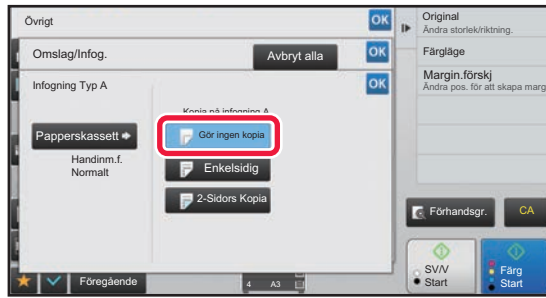 Övrigt
OK
Original
Ändra storlek/riktning.
Omslag/Infog.
Avbryt alla
OK
Färgläge
Infogning Typ A
OK
Margin.förskj
Ändra pos. för att skapa marg
Kopia på infogning A
Papperskassett
Gör ingen kopia
Handinm.f.
Normalt
Enkelsidig
2-Sidors Kopia
Förhandsgr.
CA
Föregående
4 A3
SV/V
Start
Färg
Start